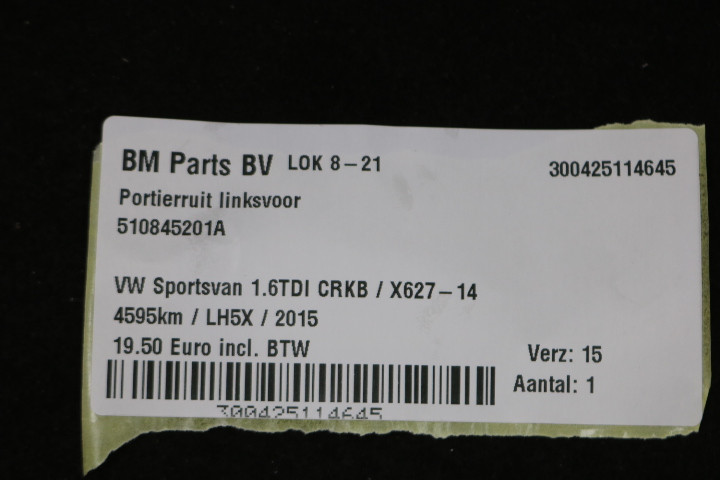 BM Parts BV LOK 8-21 300425114645
Portierruit linksvoor
510845201A
VW Sportsvan 1.6TDI CRKB / X627-14
4595km / LH5X / 2015
19.50 Euro incl. BTW
Verz: 15
Aantal: 1
300425114645